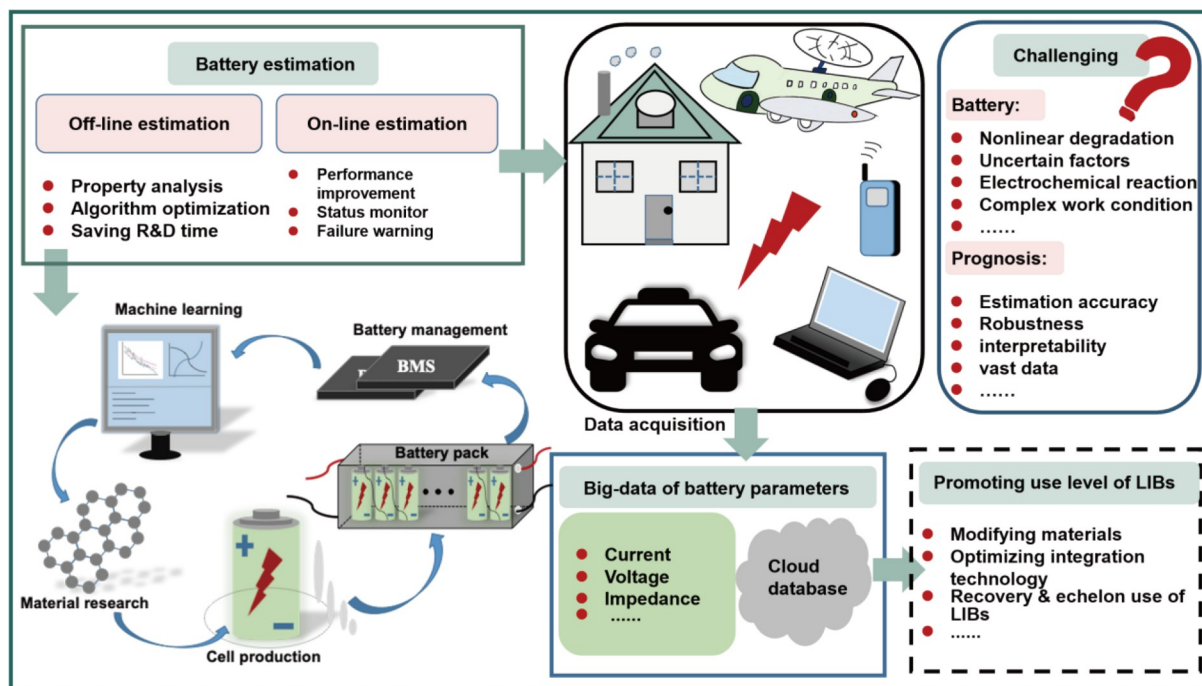 Battery estimation
Off-line estimation
Property analysis
Algorithm optimization
Saving R&D time
On-line estimation
Performance
improvement
Status monitor
Failure warning
Challenging
Battery:
Nonlinear degradation
Uncertain factors
Electrochemical reaction
Complex work condition
......
Prognosis:
Estimation accuracy
Robustness
interpretability
vast data
......
Machine learning
Battery management
BMS
Battery pack
Material research
Cell production
Data acquisition
Big-data of battery parameters
Current
Voltage
Impedance
......
Cloud
database
Promoting use level of LIBs
Modifying materials
Optimizing integration
technology
Recovery & echelon use of
LIBs
......